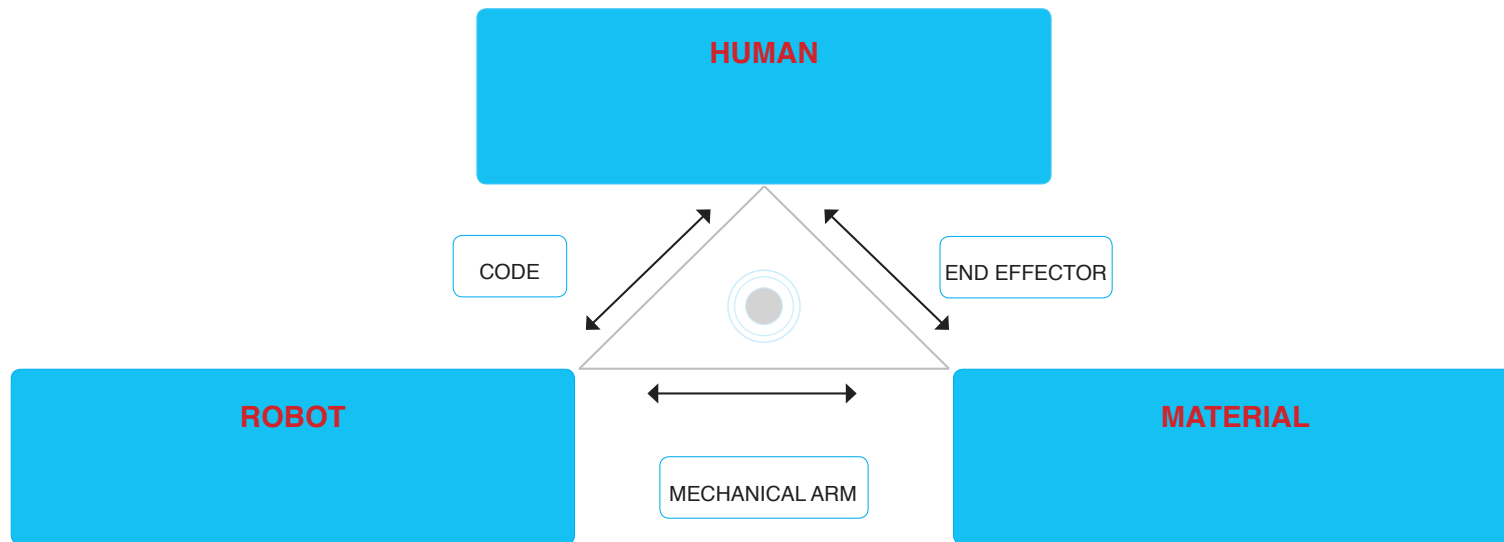 HUMAN
CODE
END EFFECTOR
ROBOT
MATERIAL
MECHANICAL ARM